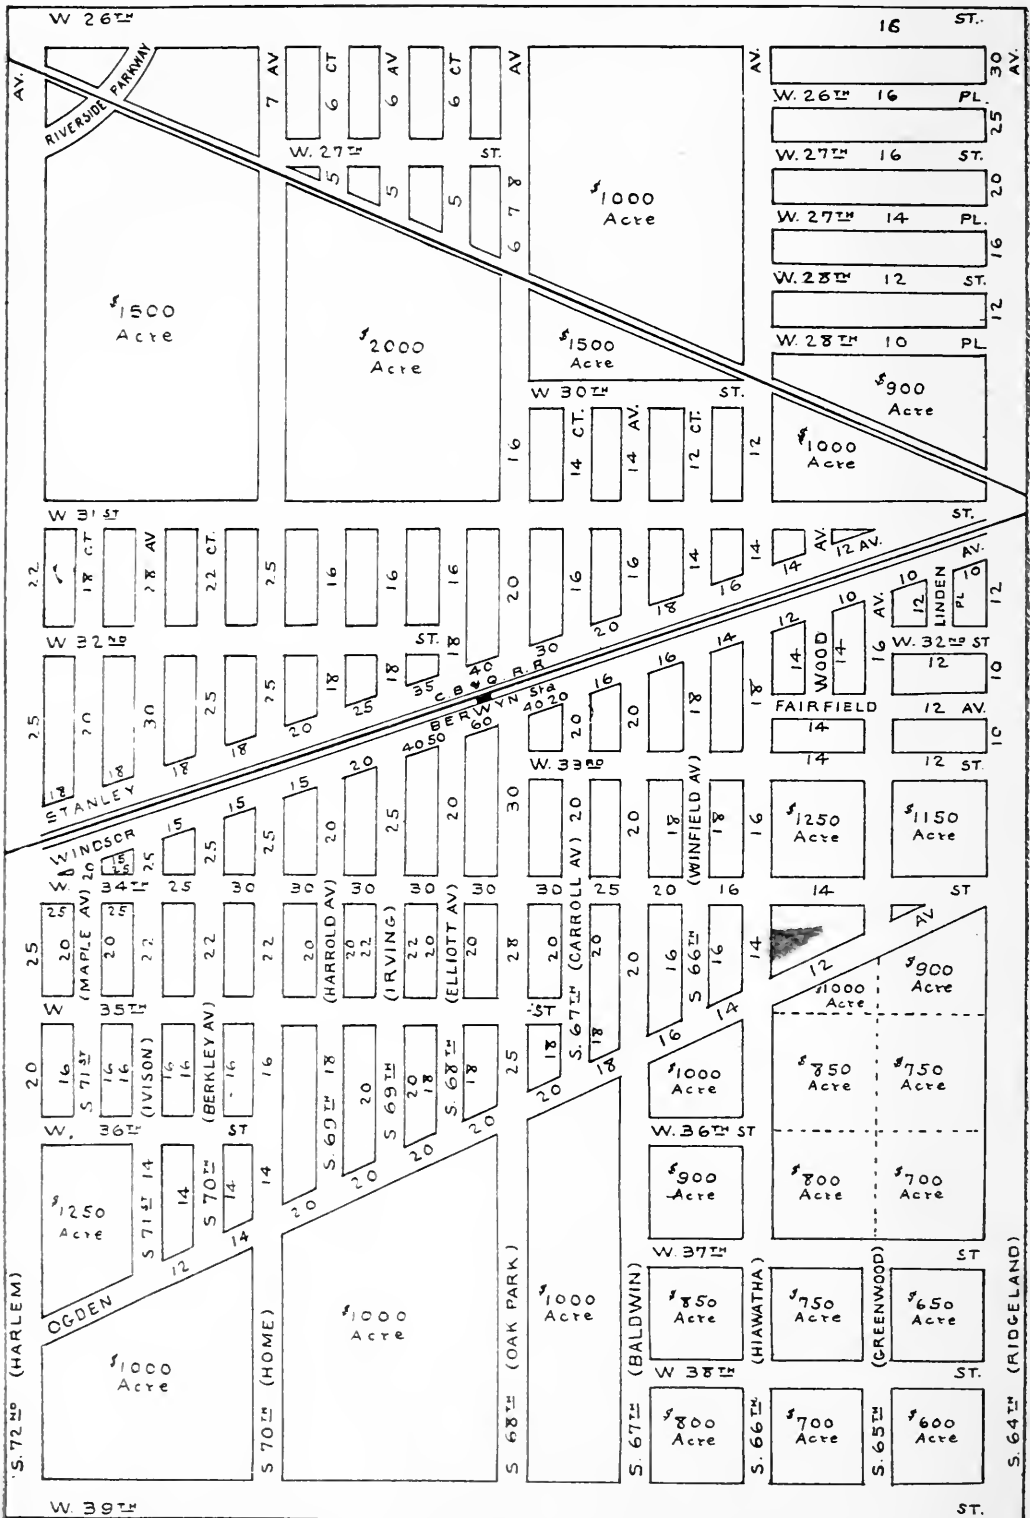 W 26TH 16 ST.
AV. RIVERSIDE PARKWAY 7 AV 6 CT 6 AV 6 CT 8 AV AV. 30 AV.
W. 26TH 16 PL.
25
W. 27TH ST. W. 27TH 16 ST.
5 5 5 8 7 6 20
$1000 Acre
W. 27TH 14 PL.
16
W. 28TH 12 ST.
12
$1500 Acre
$2000 Acre
$1500 Acre
W. 28TH 10 PL
$900 Acre
W 30TH ST.
16 14 CT. 14 AV. 12 CT. 12
$1000 Acre
W 31ST ST.
22 18 CT 28 AV 22 CT. 25 16 16 16 20 16 16 14 14 AV. 12 AV. AV.
14 16 18 20 30
10 10 12 LINDEN PL 12
W 32ND ST.
W. 32ND ST
12 10
25 20 30 25 25 18 18 18 20 20 18 18
12 14 WOOD 10 14 AV. 16
18 18 18 18 20 25 35 40
C. B & Q. R. R
BERWYN Sta
STANLEY
FAIRFIELD 12 AV.
14 10
40 20 16 16 14
W. 33RD 14 12 ST.
WINDSOR
15 15 15 20 40 50 60
15 25 20 25 25 25 20 25 20 30 20 20 18 (WINFIELD AV) 18 16
$1250 Acre
$1150 Acre
W. 34TH 25 30 30 30 30 30 30 25 20 16 14 ST
25 25
25 20 (MAPLE AV) 20 22 22 22 20 (HARROLD AV) 20 22 (IRVING) 22 20 (ELLIOTT AV) 20 28 20 S. 67TH (CARROLL AV) 20 20 16 S 66TH 16 14
12 AV
$1000 Acre
$900 Acre
W 35TH ST
20 16 S 71ST 16 16 (IVISON) 16 16 (BERKLEY AV) 16 16 S. 69TH 18 20 S 69TH 20 18 S. 68TH 18 25 18 18
20 18 16 14
$1000 Acre
$850 Acre
$750 Acre
W. 36TH ST
W. 36TH ST
$1250 Acre
S 71ST 14 14 S 70TH 14 14
OGDEN 12 14 20 20 20 20
$900 Acre
$800 Acre
$700 Acre
W. 37TH ST
$1000 Acre
$1000 Acre
$1000 Acre
$850 Acre
$750 Acre
$650 Acre
W 38TH ST.
$800 Acre
$700 Acre
$600 Acre
S. 72ND (HARLEM)
S 70TH (HOME)
S 68TH (OAK PARK)
S. 67TH (BALDWIN)
S. 66TH. (HIAWATHA)
S. 65TH (GREENWOOD)
S. 64TH (RIDGELAND)
W. 39TH ST.